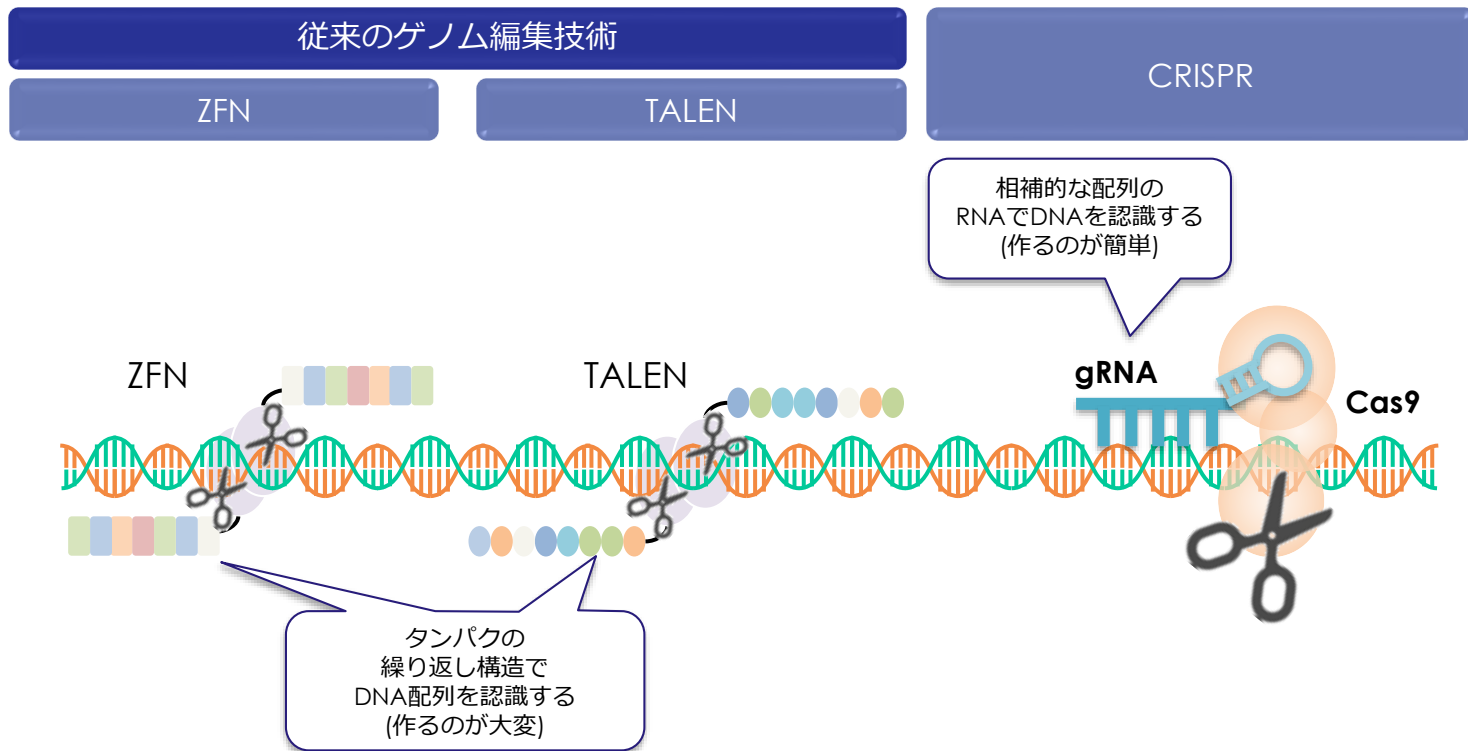 従来のゲノム編集技術
CRISPR
ZFN
TALEN
相補的な配列の
RNAでDNAを認識する
(作るのが簡単)
ZFN
TALEN
gRNA
Cas9
タンパクの
繰り返し構造で
DNA配列を認識する
(作るのが大変)